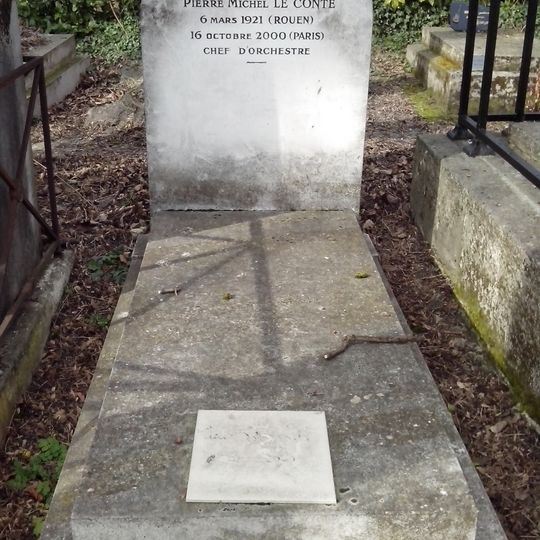 Pierre Michel LE CONTE
6 mars 1921 (ROUEN)
16 octobre 2000 (PARIS)
CHEF D'ORCHESTRE